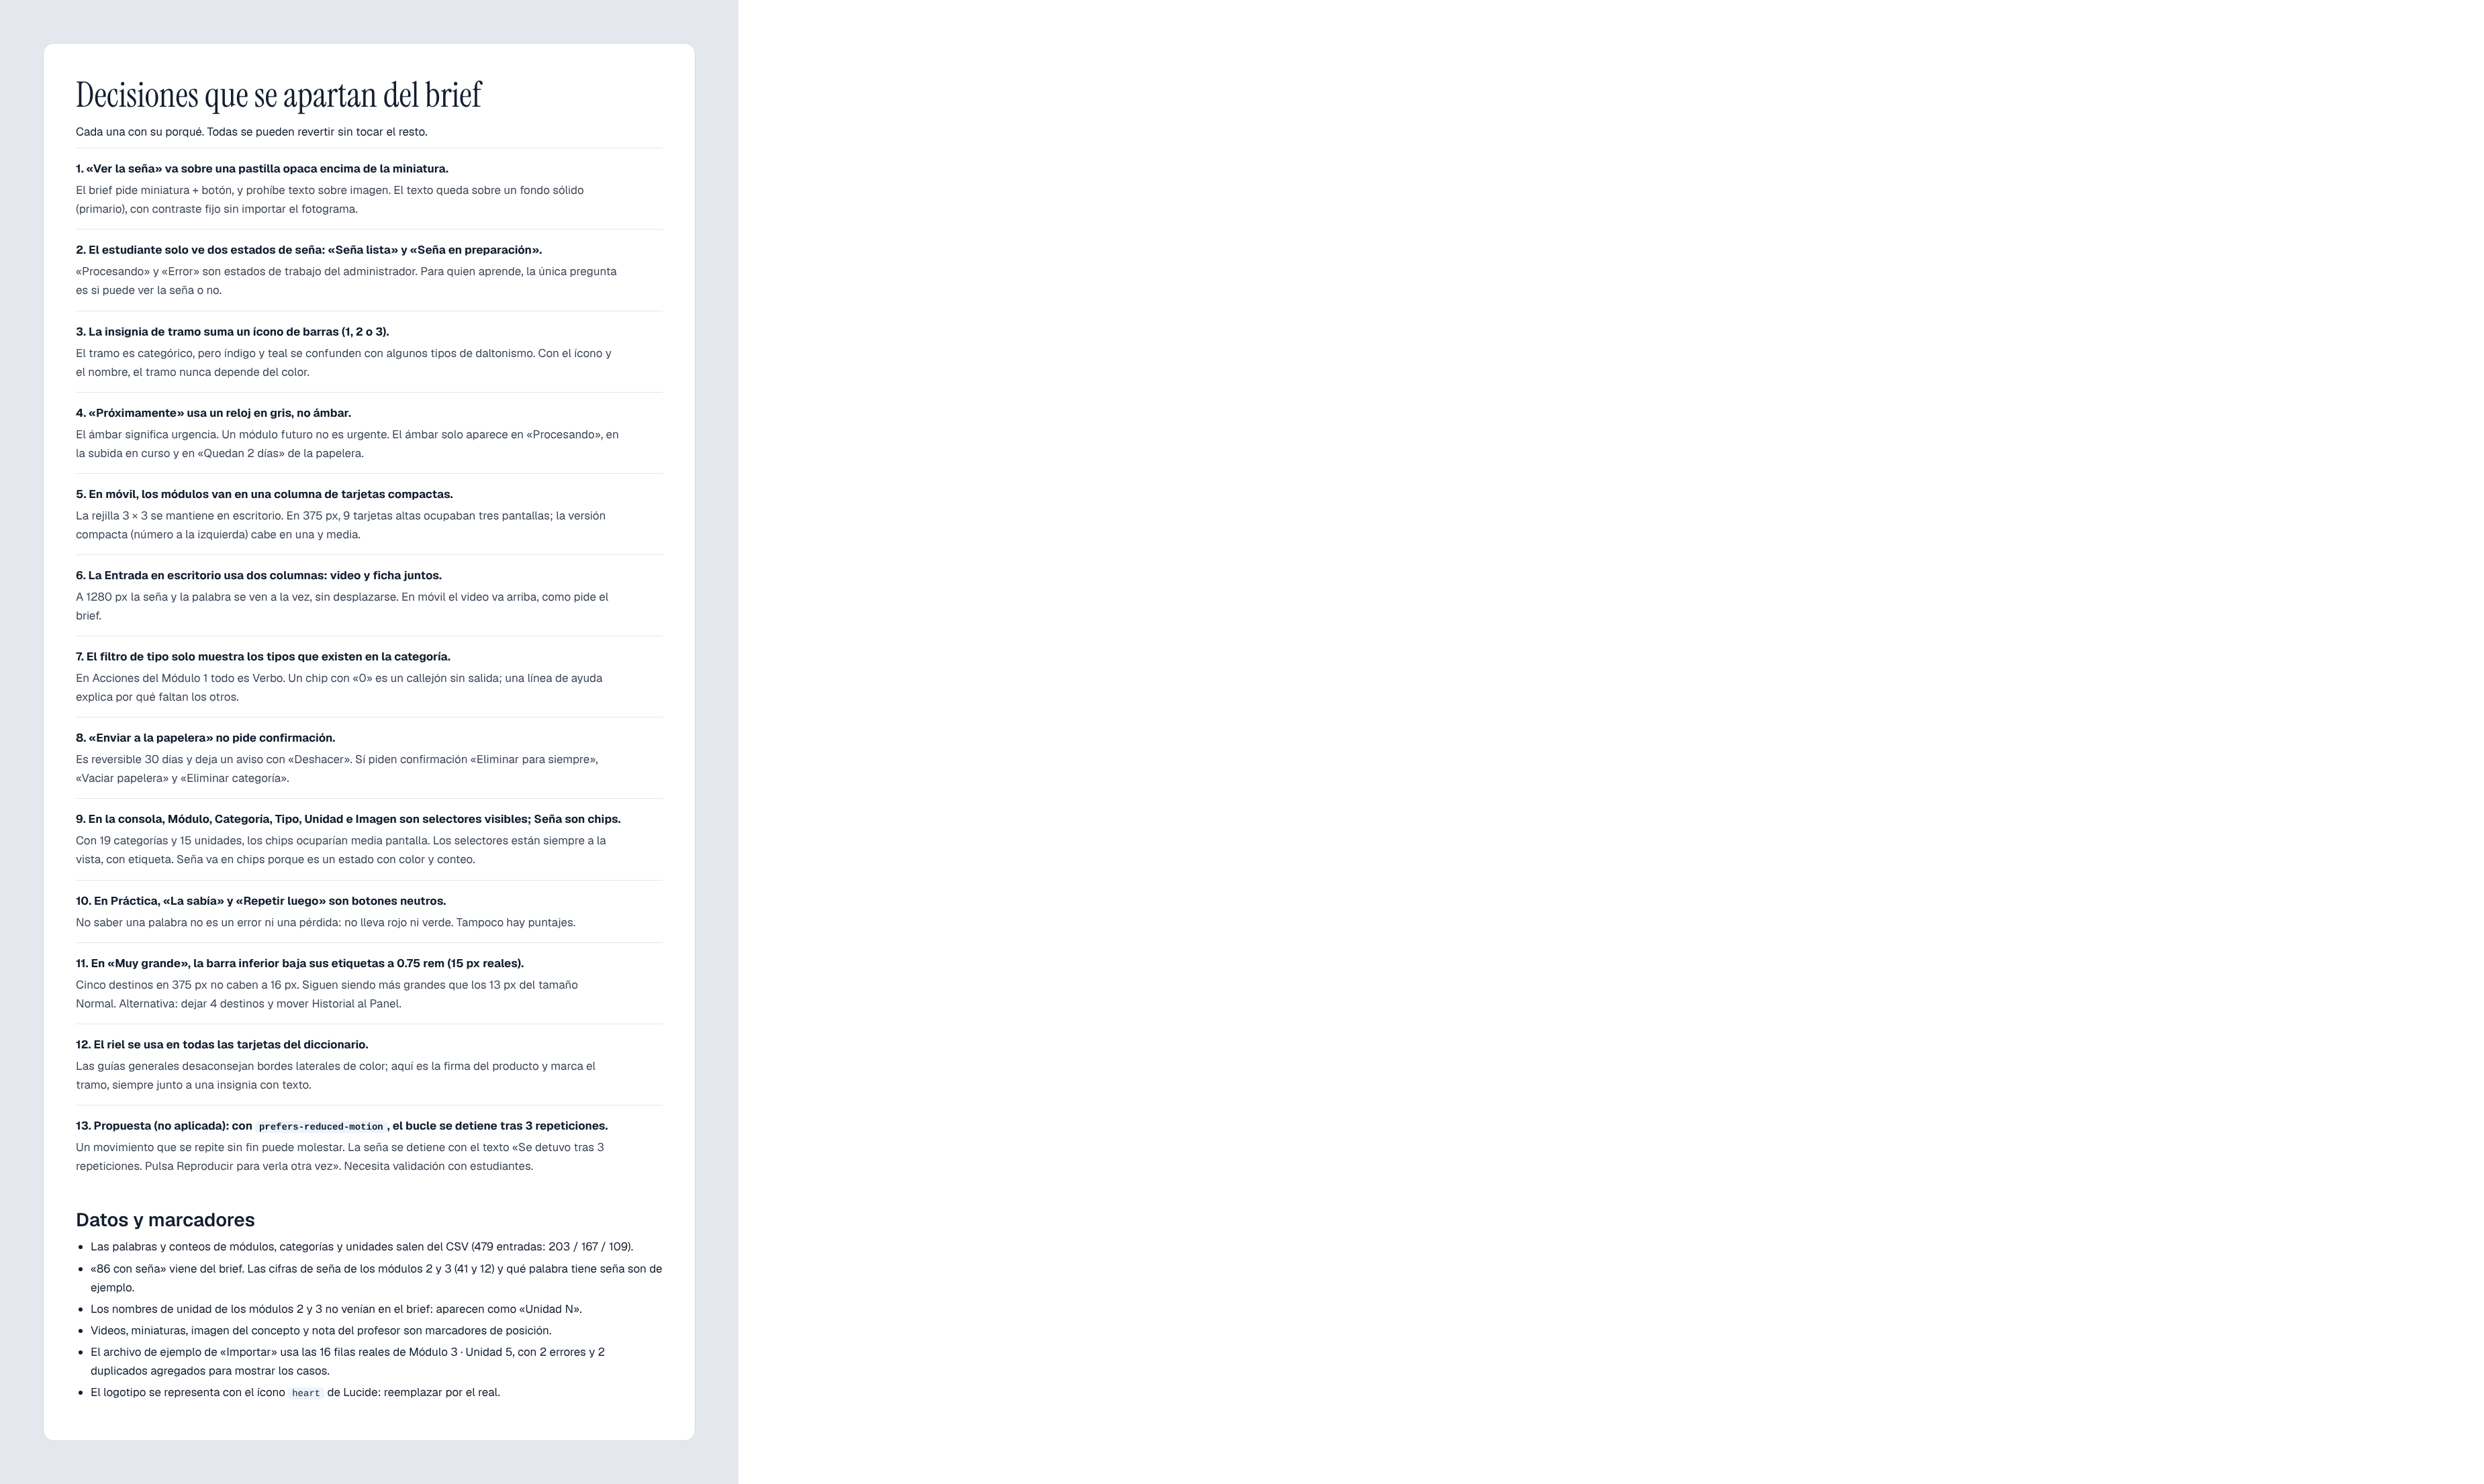 Decisiones que se apartan del brief
Cada una con su porqué. Todas se pueden revertir sin tocar el resto.
1. «Ver la seña» va sobre una pastilla opaca encima de la miniatura.
El brief pide miniatura + botón, y prohíbe texto sobre imagen. El texto queda sobre un fondo sólido
(primario), con contraste fijo sin importar el fotograma.
2. El estudiante solo ve dos estados de seña: «Seña lista» y «Seña en preparación».
«Procesando» y «Error» son estados de trabajo del administrador. Para quien aprende, la única pregunta
es si puede ver la seña o no.
3. La insignia de tramo suma un ícono de barras (1, 2 o 3).
El tramo es categórico, pero índigo y teal se confunden con algunos tipos de daltonismo. Con el ícono y
el nombre, el tramo nunca depende del color.
4. «Próximamente» usa un reloj en gris, no ámbar.
El ámbar significa urgencia. Un módulo futuro no es urgente. El ámbar solo aparece en «Procesando», en
la subida en curso y en «Quedan 2 días» de la papelera.
5. En móvil, los módulos van en una columna de tarjetas compactas.
La rejilla 3 × 3 se mantiene en escritorio. En 375 px, 9 tarjetas altas ocupaban tres pantallas; la versión
compacta (número a la izquierda) cabe en una y media.
6. La Entrada en escritorio usa dos columnas: video y ficha juntos.
A 1280 px la seña y la palabra se ven a la vez, sin desplazarse. En móvil el video va arriba, como pide el
brief.
7. El filtro de tipo solo muestra los tipos que existen en la categoría.
En Acciones del Módulo 1 todo es Verbo. Un chip con «0» es un callejón sin salida; una línea de ayuda
explica por qué faltan los otros.
8. «Enviar a la papelera» no pide confirmación.
Es reversible 30 días y deja un aviso con «Deshacer». Sí piden confirmación «Eliminar para siempre»,
«Vaciar papelera» y «Eliminar categoría».
9. En la consola, Módulo, Categoría, Tipo, Unidad e Imagen son selectores visibles; Seña son chips.
Con 19 categorías y 15 unidades, los chips ocuparían media pantalla. Los selectores están siempre a la
vista, con etiqueta. Seña va en chips porque es un estado con color y conteo.
10. En Práctica, «La sabía» y «Repetir luego» son botones neutros.
No saber una palabra no es un error ni una pérdida: no lleva rojo ni verde. Tampoco hay puntajes.
11. En «Muy grande», la barra inferior baja sus etiquetas a 0.75 rem (15 px reales).
Cinco destinos en 375 px no caben a 16 px. Siguen siendo más grandes que los 13 px del tamaño
Normal. Alternativa: dejar 4 destinos y mover Historial al Panel.
12. El riel se usa en todas las tarjetas del diccionario.
Las guías generales desaconsejan bordes laterales de color; aquí es la firma del producto y marca el
tramo, siempre junto a una insignia con texto.
13. Propuesta (no aplicada): con prefers-reduced-motion, el bucle se detiene tras 3 repeticiones.
Un movimiento que se repite sin fin puede molestar. La seña se detiene con el texto «Se detuvo tras 3
repeticiones. Pulsa Reproducir para verla otra vez». Necesita validación con estudiantes.
Datos y marcadores
• Las palabras y conteos de módulos, categorías y unidades salen del CSV (479 entradas: 203 / 167 / 109).
• «86 con seña» viene del brief. Las cifras de seña de los módulos 2 y 3 (41 y 12) y qué palabra tiene seña son de
ejemplo.
• Los nombres de unidad de los módulos 2 y 3 no venían en el brief: aparecen como «Unidad N».
• Videos, miniaturas, imagen del concepto y nota del profesor son marcadores de posición.
• El archivo de ejemplo de «Importar» usa las 16 filas reales de Módulo 3 · Unidad 5, con 2 errores y 2
duplicados agregados para mostrar los casos.
• El logotipo se representa con el ícono heart de Lucide: reemplazar por el real.